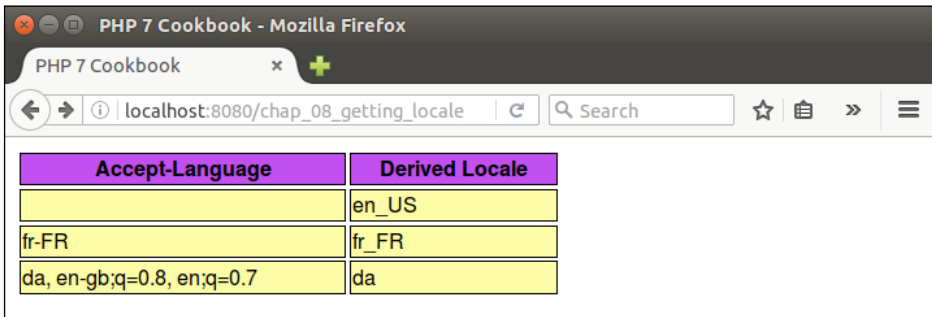 PHP 7 Cookbook - Mozilla Firefox
PHP 7 Cookbook
localhost:8080/chap_08_getting_locale
Search
Accept-Language Derived Locale
en_US
fr-FR fr_FR
da, en-gb;q=0.8, en;q=0.7 da